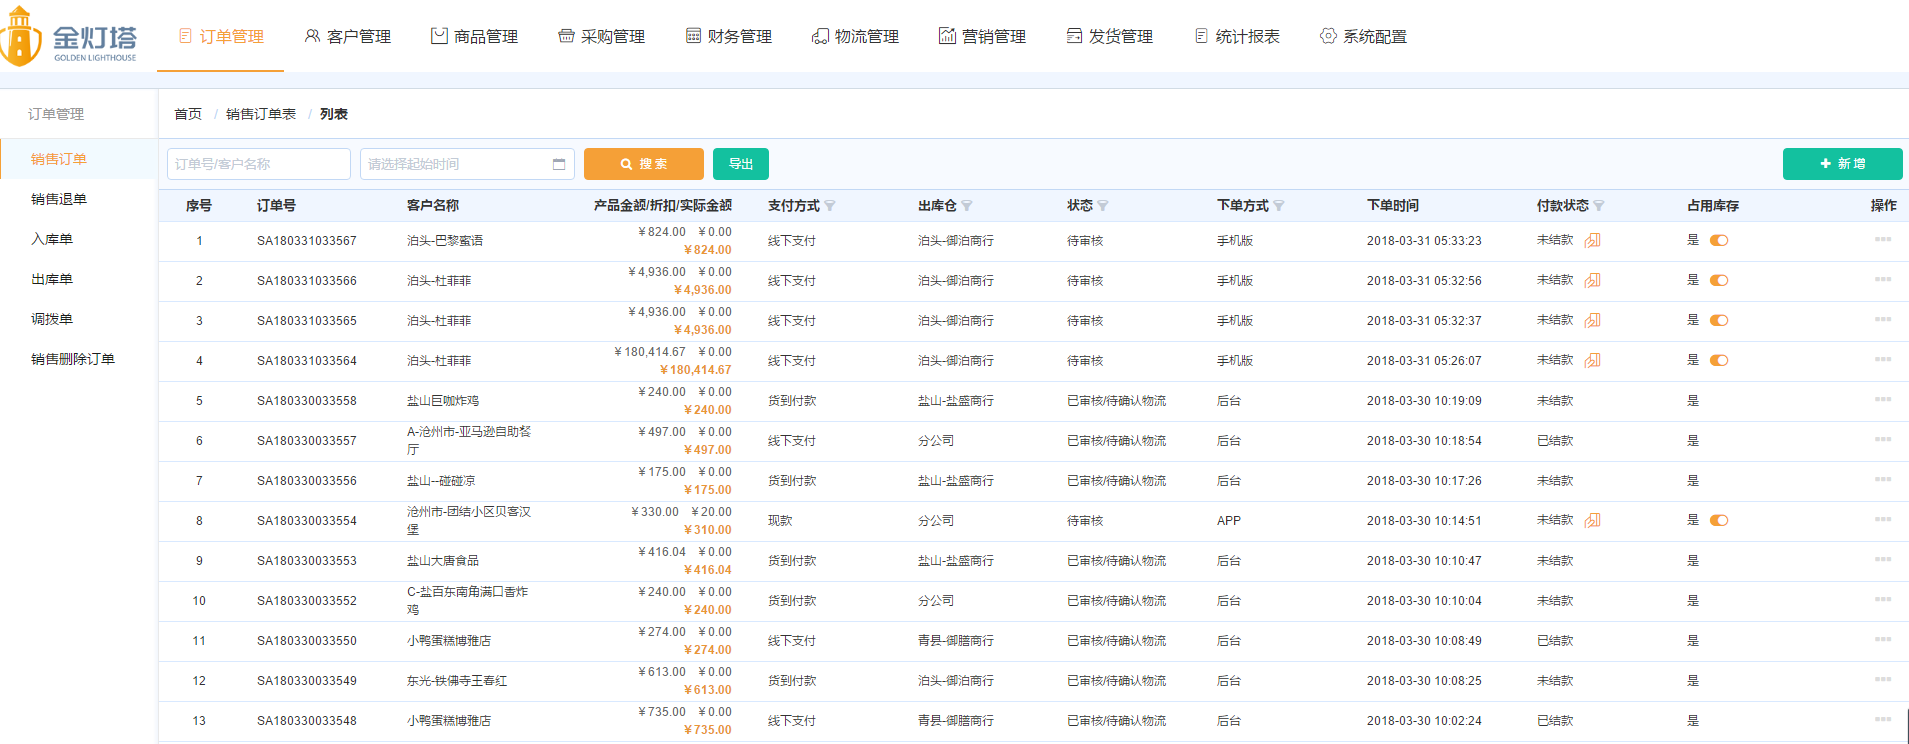 金灯塔
GOLDEN LIGHTHOUSE
订单管理 客户管理 商品管理 采购管理 财务管理 物流管理 营销管理 发货管理 统计报表 系统配置
订单管理
销售订单
销售退单
入库单
出库单
调拨单
销售删除订单
首页 / 销售订单表 / 列表
订单号/客户名称 请选择起始时间 搜索 导出 新增
序号 订单号 客户名称 产品金额/折扣/实际金额 支付方式 出库仓 状态 下单方式 下单时间 付款状态 占用库存 操作
1 SA180331033567 泊头-巴黎蜜语 ￥824.00 ￥0.00 ￥824.00 线下支付 泊头-御泊商行 待审核 手机版 2018-03-31 05:33:23 未结款 是
2 SA180331033566 泊头-杜菲菲 ￥4,936.00 ￥0.00 ￥4,936.00 线下支付 泊头-御泊商行 待审核 手机版 2018-03-31 05:32:56 未结款 是
3 SA180331033565 泊头-杜菲菲 ￥4,936.00 ￥0.00 ￥4,936.00 线下支付 泊头-御泊商行 待审核 手机版 2018-03-31 05:32:37 未结款 是
4 SA180331033564 泊头-杜菲菲 ￥180,414.67 ￥0.00 ￥180,414.67 线下支付 泊头-御泊商行 待审核 手机版 2018-03-31 05:26:07 未结款 是
5 SA180330033558 盐山巨咖炸鸡 ￥240.00 ￥0.00 ￥240.00 货到付款 盐山-盐盛商行 已审核/待确认物流 后台 2018-03-30 10:19:09 未结款 是
6 SA180330033557 A-沧州市-亚马逊自助餐厅 ￥497.00 ￥0.00 ￥497.00 线下支付 分公司 已审核/待确认物流 后台 2018-03-30 10:18:54 已结款 是
7 SA180330033556 盐山--碰碰凉 ￥175.00 ￥0.00 ￥175.00 货到付款 盐山-盐盛商行 已审核/待确认物流 后台 2018-03-30 10:17:26 未结款 是
8 SA180330033554 沧州市-团结小区贝客汉堡 ￥330.00 ￥20.00 ￥310.00 现款 分公司 待审核 APP 2018-03-30 10:14:51 未结款 是
9 SA180330033553 盐山大唐食品 ￥416.04 ￥0.00 ￥416.04 货到付款 盐山-盐盛商行 已审核/待确认物流 后台 2018-03-30 10:10:47 未结款 是
10 SA180330033552 C-盐百东南角满口香炸鸡 ￥240.00 ￥0.00 ￥240.00 货到付款 分公司 已审核/待确认物流 后台 2018-03-30 10:10:04 未结款 是
11 SA180330033550 小鸭蛋糕博雅店 ￥274.00 ￥0.00 ￥274.00 线下支付 青县-御膳商行 已审核/待确认物流 后台 2018-03-30 10:08:49 已结款 是
12 SA180330033549 东光-铁佛寺王春红 ￥613.00 ￥0.00 ￥613.00 货到付款 泊头-御泊商行 已审核/待确认物流 后台 2018-03-30 10:08:25 未结款 是
13 SA180330033548 小鸭蛋糕博雅店 ￥735.00 ￥0.00 ￥735.00 线下支付 青县-御膳商行 已审核/待确认物流 后台 2018-03-30 10:02:24 已结款 是